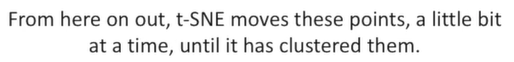 From here on out, t-SNE moves these points, a little bit
at a time, until it has clustered them.